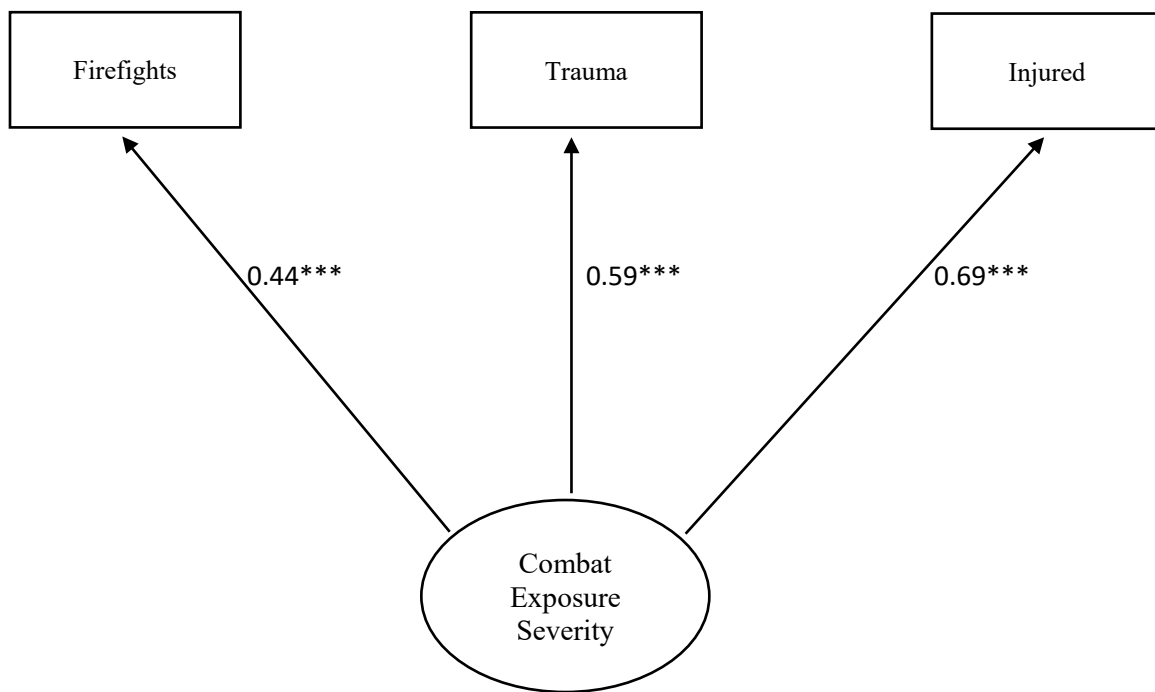 Firefights
Trauma
Injured
0.44***
0.59***
0.69***
Combat
Exposure
Severity